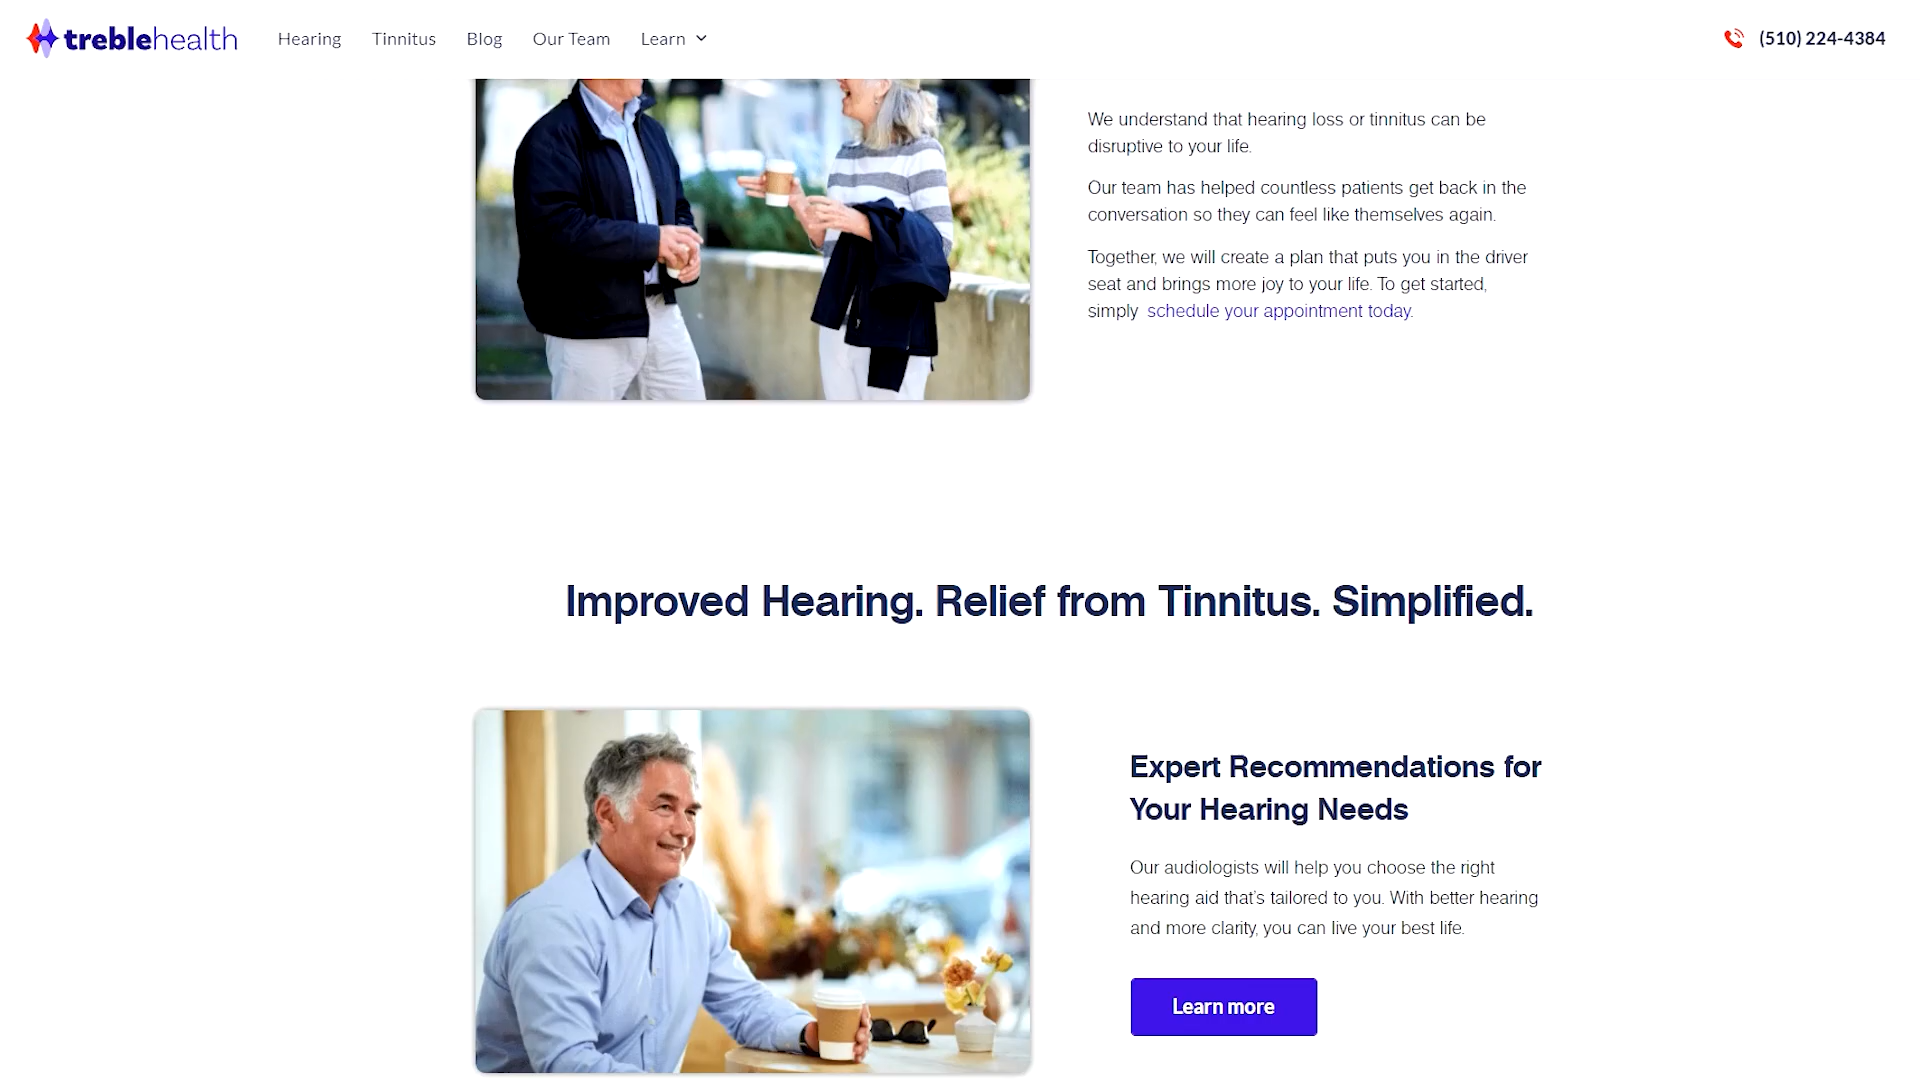 treblehealth
Hearing
Tinnitus
Blog
Our Team
Learn
(510) 224-4384
We understand that hearing loss or tinnitus can be
disruptive to your life.
Our team has helped countless patients get back in the
conversation so they can feel like themselves again.
Together, we will create a plan that puts you in the driver
seat and brings more joy to your life. To get started,
simply schedule your appointment today.
Improved Hearing. Relief from Tinnitus. Simplified.
Expert Recommendations for
Your Hearing Needs
Our audiologists will help you choose the right
hearing aid that's tailored to you. With better hearing
and more clarity, you can live your best life.
Learn more